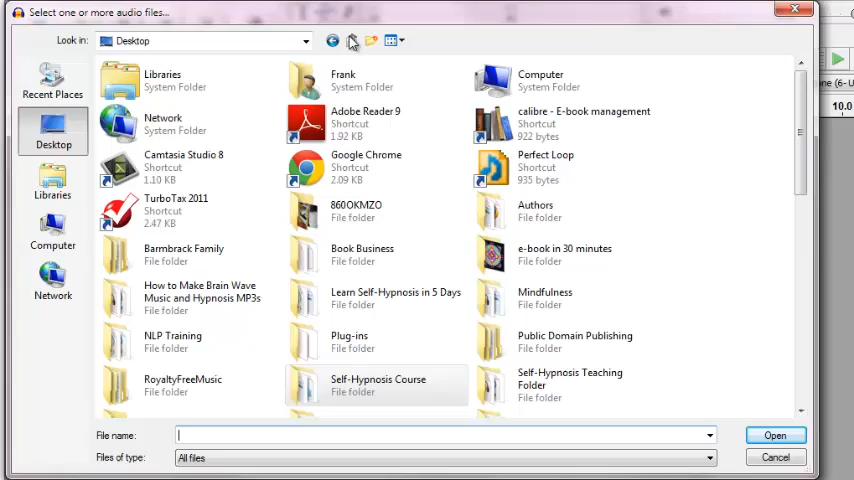 Select one or more audio files...
Look in:
Desktop
Recent Places
Desktop
Libraries
Computer
Network
Libraries
System Folder
Frank
System Folder
Computer
System Folder
Network
System Folder
Adobe Reader 9
Shortcut
1.92 KB
calibre - E-book management
Shortcut
922 bytes
Camtasia Studio 8
Shortcut
1.10 KB
Google Chrome
Shortcut
2.09 KB
Perfect Loop
Shortcut
935 bytes
TurboTax 2011
Shortcut
2.47 KB
860OKMZO
File folder
Authors
File folder
Barmbrack Family
File folder
Book Business
File folder
e-book in 30 minutes
File folder
How to Make Brain Wave
Music and Hypnosis MP3s
File folder
Learn Self-Hypnosis in 5 Days
File folder
Mindfulness
File folder
NLP Training
File folder
Plug-ins
File folder
Public Domain Publishing
File folder
RoyaltyFreeMusic
File folder
Self-Hypnosis Course
File folder
Self-Hypnosis Teaching
Folder
File folder
File name:
Open
Files of type:
All files
Cancel
10.0